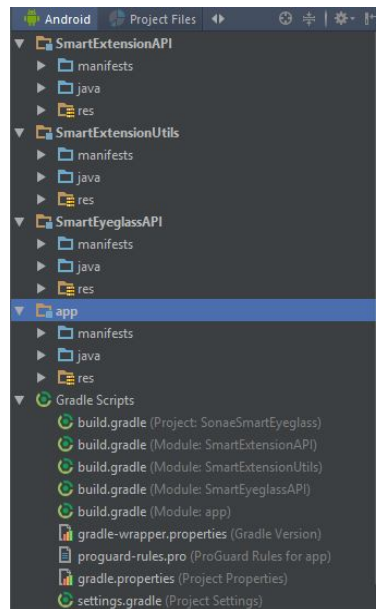 Android Project Files
SmartExtensionAPI
manifests
java
res
SmartExtensionUtils
manifests
java
res
SmartEyeglassAPI
manifests
java
res
app
manifests
java
res
Gradle Scripts
build.gradle (Project: SonaeSmartEyeglass)
build.gradle (Module: SmartExtensionAPI)
build.gradle (Module: SmartExtensionUtils)
build.gradle (Module: SmartEyeglassAPI)
build.gradle (Module: app)
gradle-wrapper.properties (Gradle Version)
proguard-rules.pro (ProGuard Rules for app)
gradle.properties (Project Properties)
settings.gradle (Project Settings)